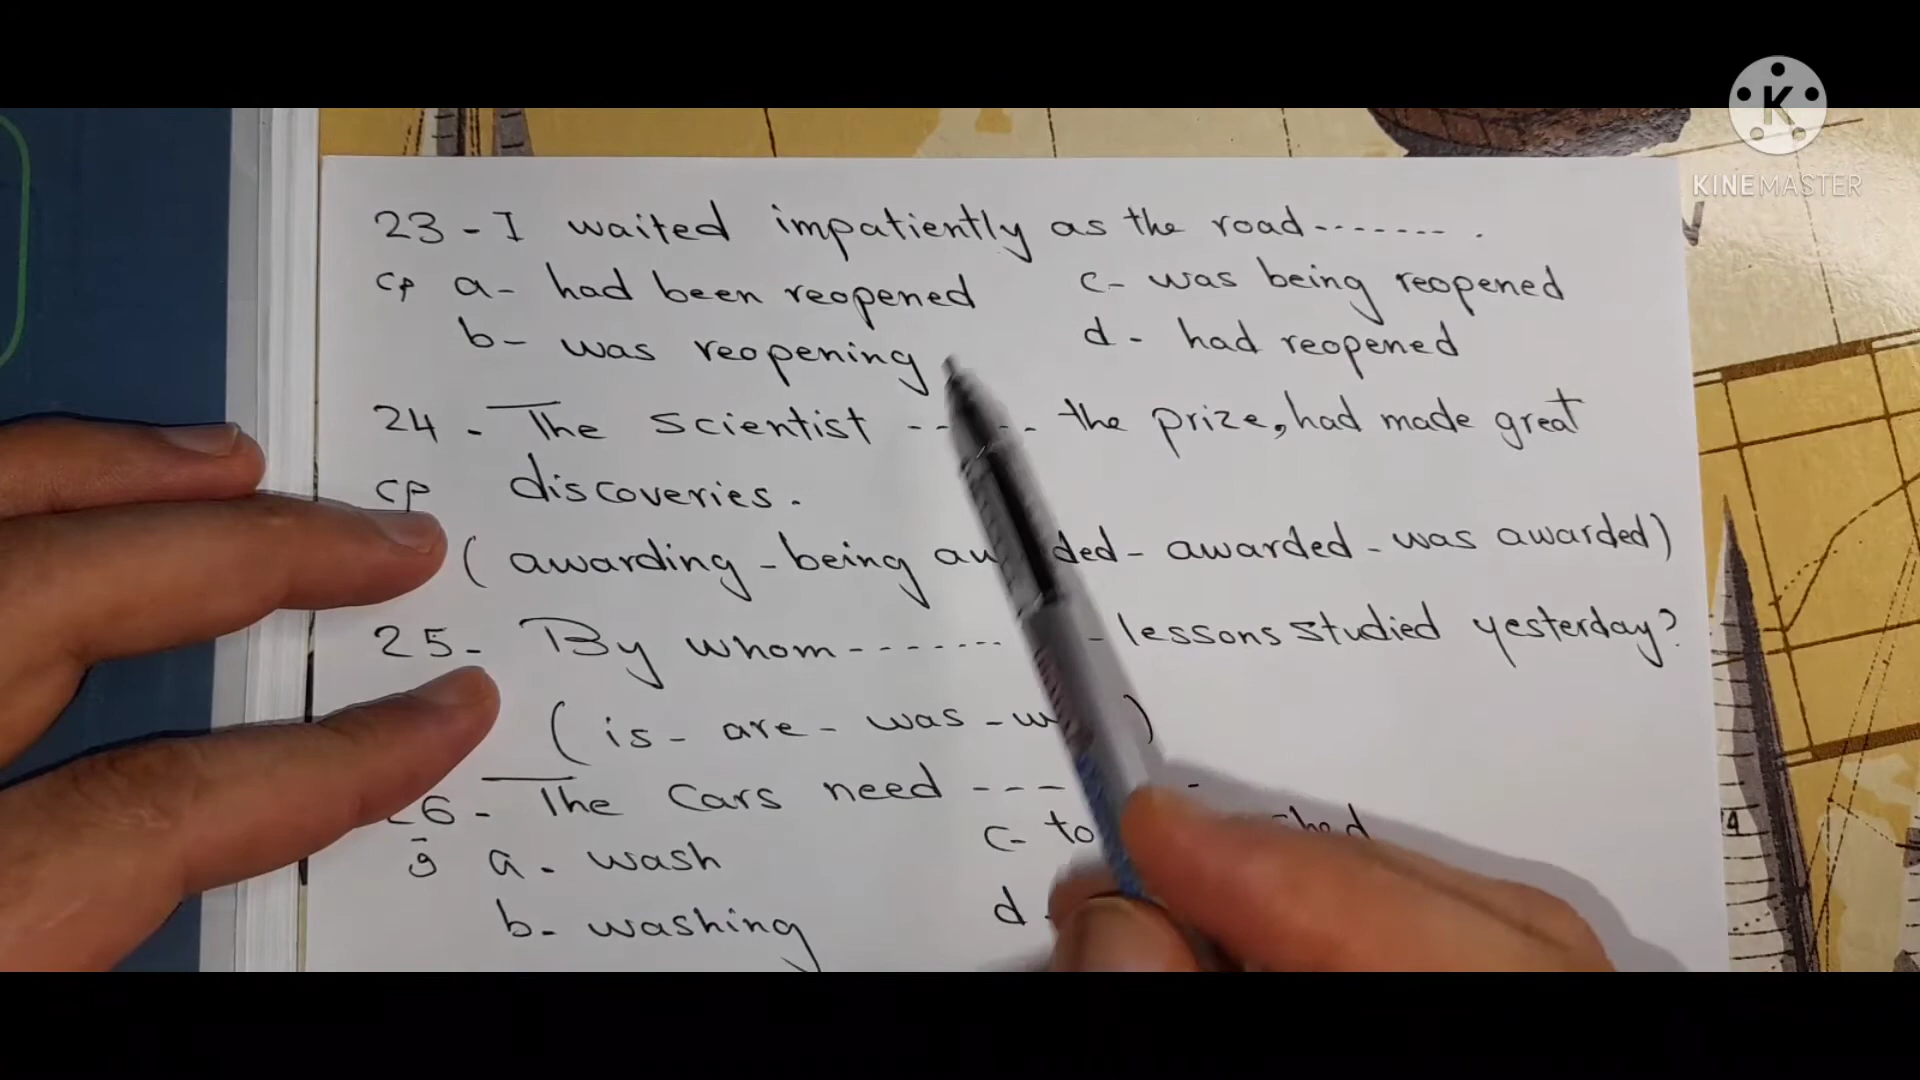 KINEMASTER
23 - I waited impatiently as the road ------- .
CP a- had been reopened c- was being reopened
b- was reopening d- had reopened
24 - The scientist ----- the prize, had made great
CP discoveries.
( awarding - being awarded - awarded - was awarded )
25- By whom ------- lessons studied yesterday?
( is - are - was - )
- The cars need ----
a- wash c- to
g
b- washing d-